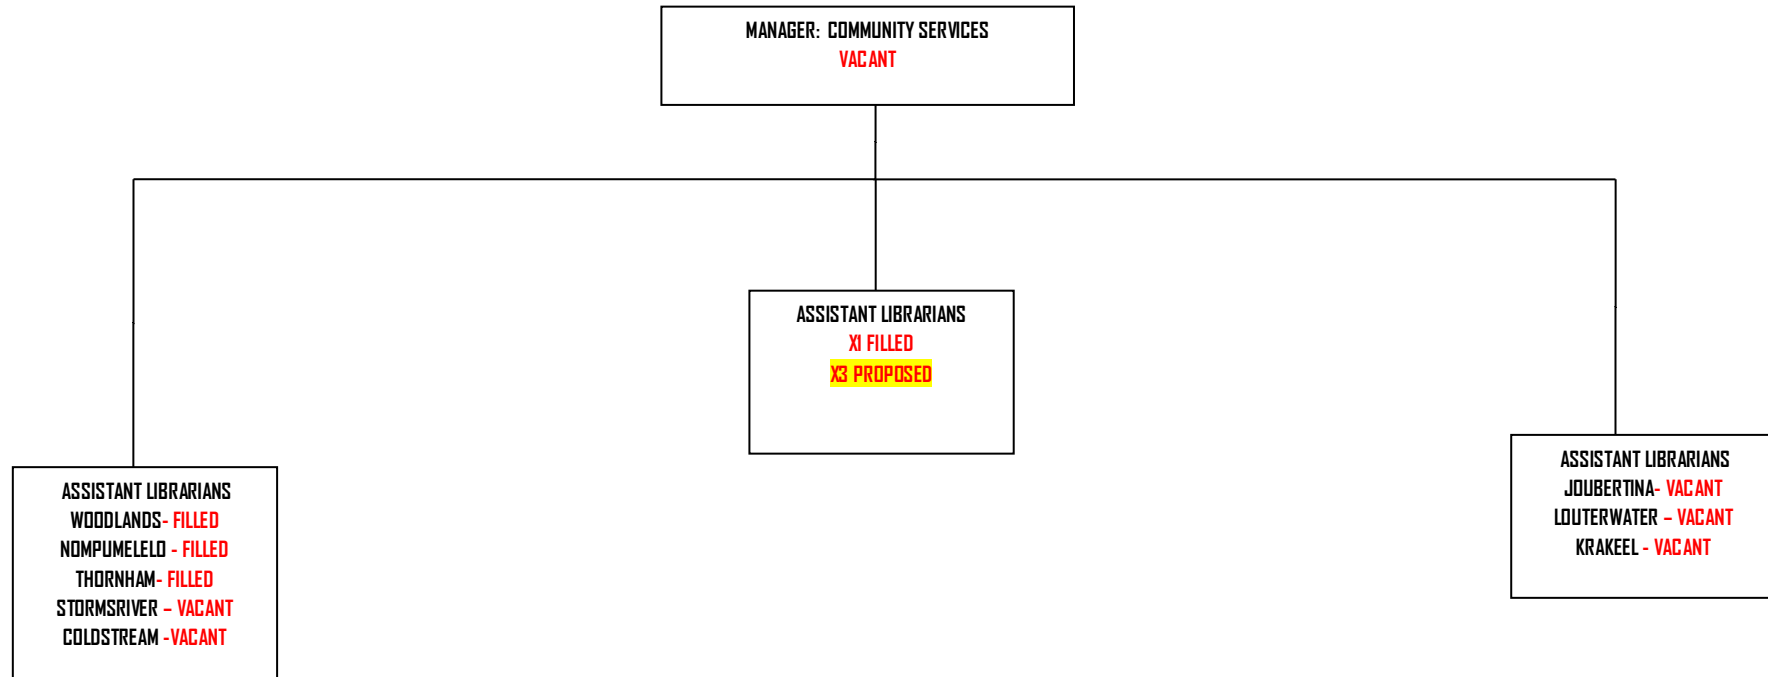 MANAGER: COMMUNITY SERVICES
VACANT
ASSISTANT LIBRARIANS
X1 FILLED
X3 PROPOSED
ASSISTANT LIBRARIANS
WOODLANDS- FILLED
NOMPUMELELO - FILLED
THORNHAM- FILLED
STORMSRIVER – VACANT
COLDSTREAM -VACANT
ASSISTANT LIBRARIANS
JOUBERTINA- VACANT
LOUTERWATER – VACANT
KRAKEEL - VACANT